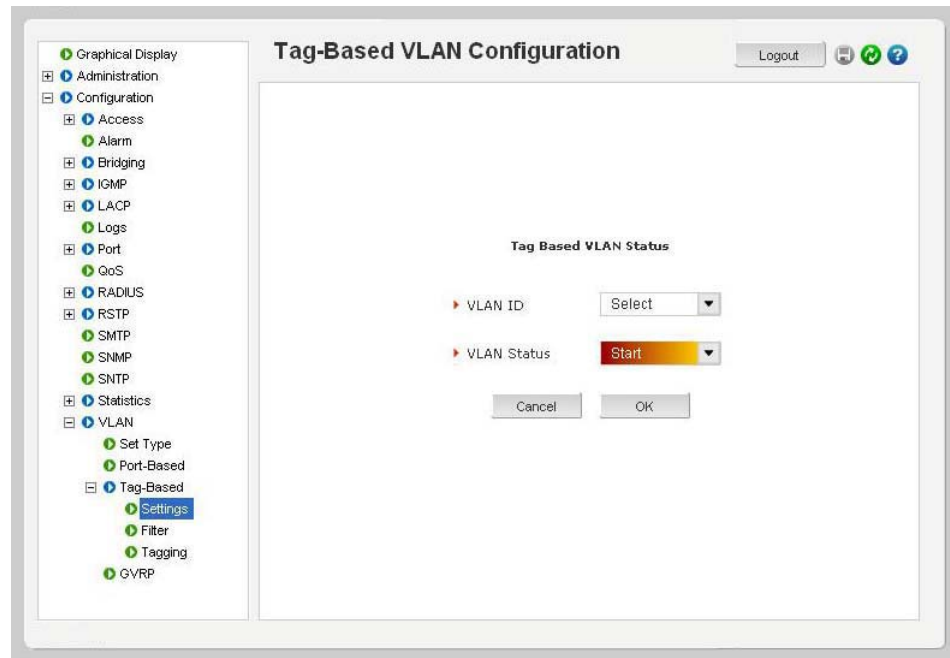 Tag-Based VLAN Configuration
Logout
Graphical Display
Administration
Configuration
Access
Alarm
Bridging
IGMP
LACP
Logs
Port
QoS
RADIUS
RSTP
SMTP
SNMP
SNTP
Statistics
VLAN
Set Type
Port-Based
Tag-Based
Settings
Filter
Tagging
GVRP
Tag Based VLAN Status
VLAN ID Select
VLAN Status Start
Cancel OK